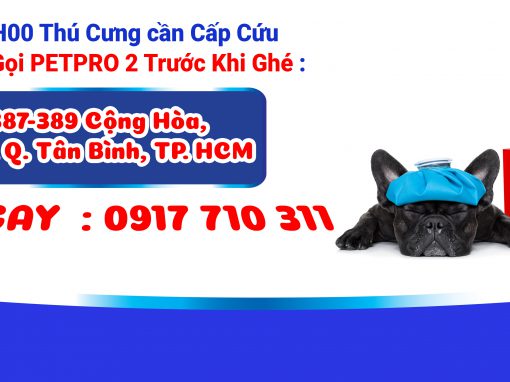 H00 Thú Cưng cần Cấp Cứu
Gọi PETPRO 2 Trước Khi Ghé :
387-389 Cộng Hòa,
Q. Tân Bình, TP. HCM
GAY : 0917 710 311